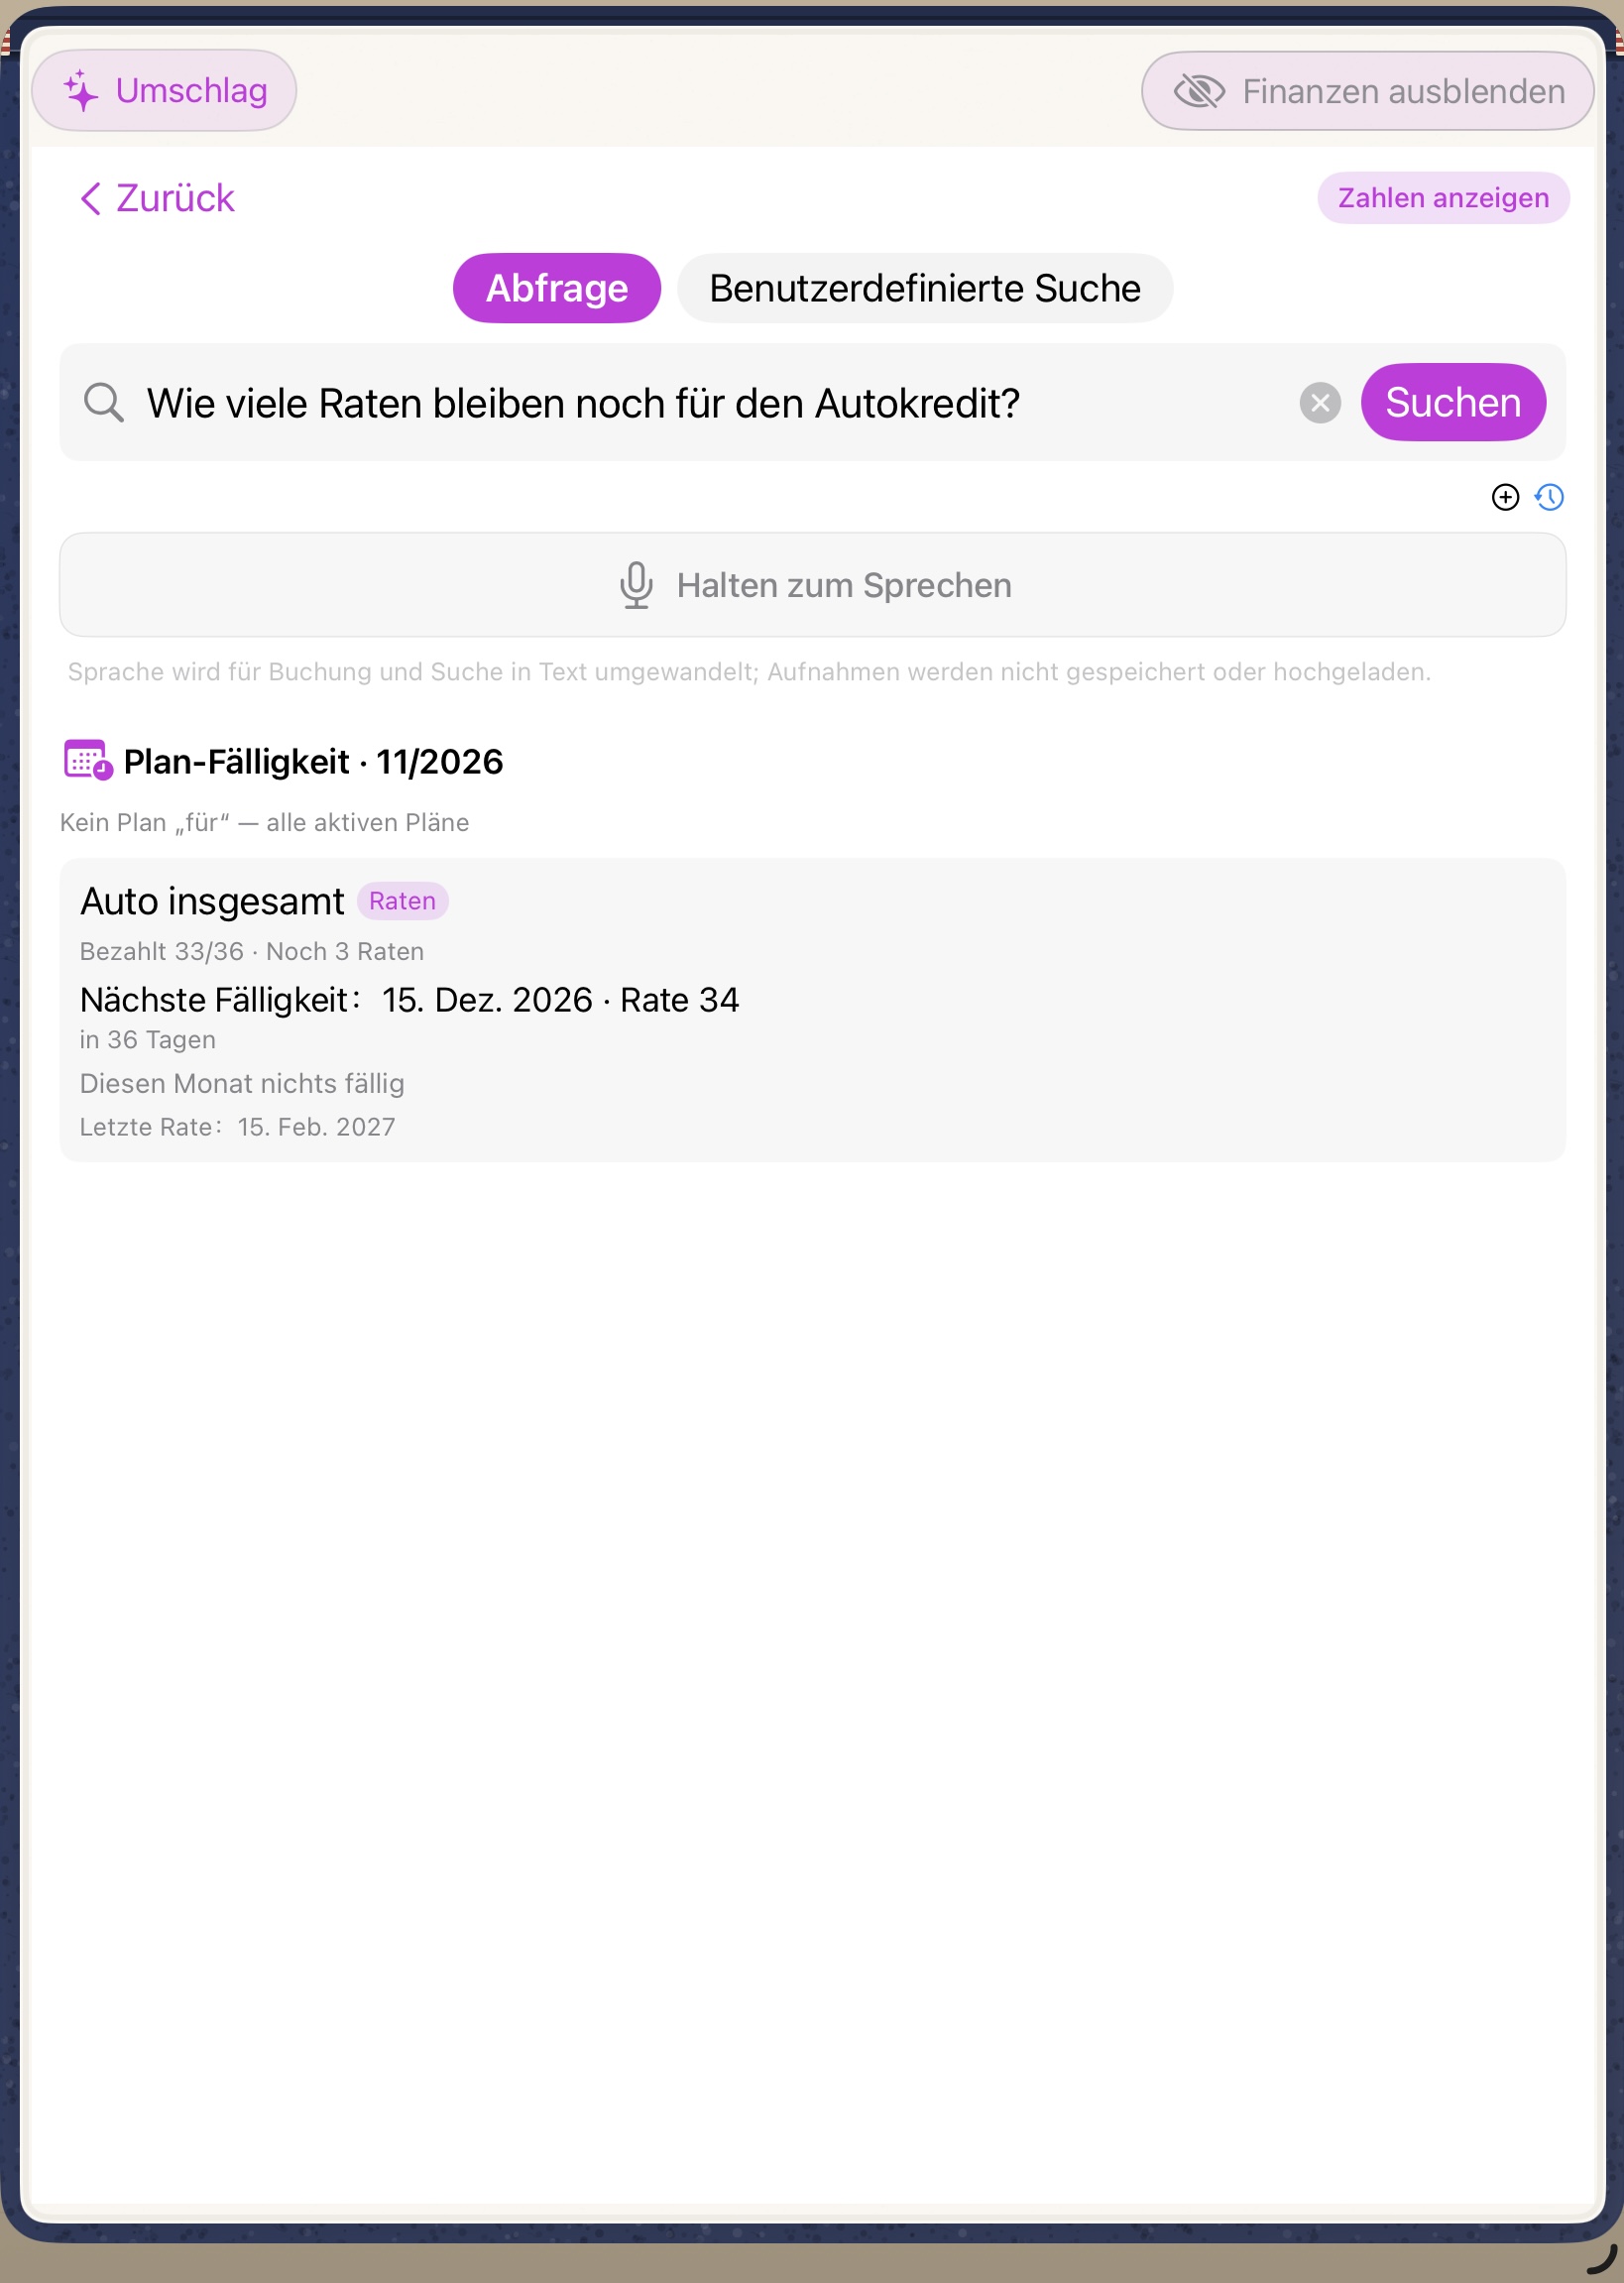 Umschlag
Finanzen ausblenden
Zurück
Zahlen anzeigen
Abfrage
Benutzerdefinierte Suche
Wie viele Raten bleiben noch für den Autokredit?
Suchen
Halten zum Sprechen
Sprache wird für Buchung und Suche in Text umgewandelt; Aufnahmen werden nicht gespeichert oder hochgeladen.
Plan-Fälligkeit · 11/2026
Kein Plan „für“ — alle aktiven Pläne
Auto insgesamt Raten
Bezahlt 33/36 · Noch 3 Raten
Nächste Fälligkeit: 15. Dez. 2026 · Rate 34
in 36 Tagen
Diesen Monat nichts fällig
Letzte Rate: 15. Feb. 2027